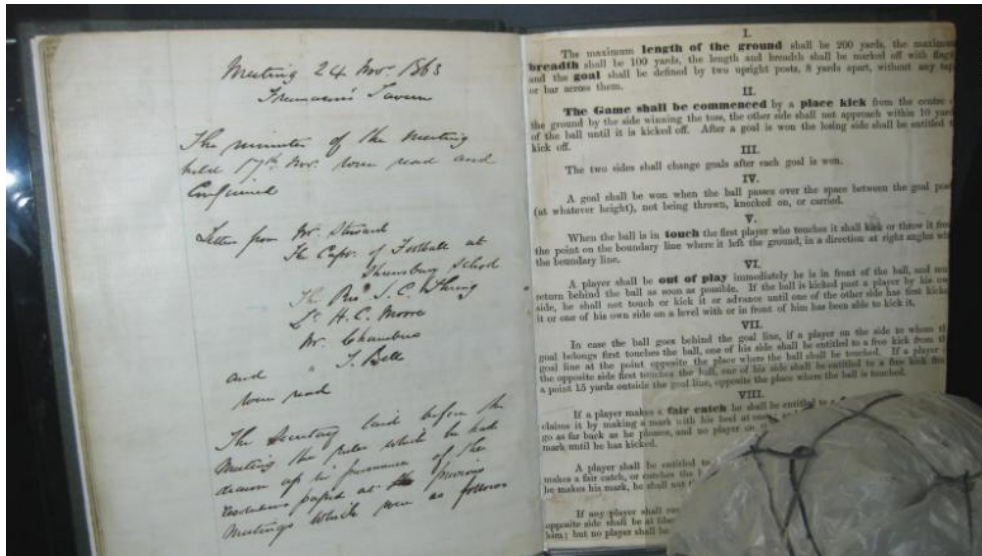 Meeting 24 Novr 1863
Freemason's Tavern
The minutes of the Meeting
held 17th Nov. were read and
Confirmed
Letters from Mr. Steward
The Captn. of Football at
Shrewsbury School
The Revd J. C. Thring
Lt H. C. Moore
Mr. Chambers
and " J. Bell
were read
The Secretary laid before the
Meeting the rules which he had
drawn up in pursuance of the
resolutions passed at the previous
Meetings which were as follows
I.
The maximum length of the ground shall be 200 yards, the maximum
breadth shall be 100 yards, the length and breadth shall be marked off with flags
and the goal shall be defined by two upright posts, 8 yards apart, without any tape
or bar across them.
II.
The Game shall be commenced by a place kick from the centre
the ground by the side winning the toss, the other side shall not approach within 10 yards
of the ball until it is kicked off. After a goal is won the losing side shall be entitled
kick off.
III.
The two sides shall change goals after each goal is won.
IV.
A goal shall be won when the ball passes over the space between the goal posts
(at whatever height), not being thrown, knocked on, or carried.
V.
When the ball is in touch the first player who touches it shall kick or throw it from
the point on the boundary line where it left the ground, in a direction at right angles with
the boundary line.
VI.
A player shall be out of play immediately he is in front of the ball, and must
return behind the ball as soon as possible. If the ball is kicked past a player by his own
side, he shall not touch or kick it or advance until one of the other side has first kicked
it or one of his own side on a level with or in front of him has been able to kick it.
VII.
In case the ball goes behind the goal line, if a player on the side to whom the
goal belongs first touches the ball, one of his side shall be entitled to a free kick from the
goal line at the point opposite the place where the ball shall be touched. If a player of
the opposite side first touches the ball, one of his side shall be entitled to a free kick from
a point 15 yards outside the goal line, opposite the place where the ball is touched.
VIII.
If a player makes a fair catch he shall be entitled to a
claims it by making a mark with his heel at once; and
go as far back as he pleases, and no player on
mark until he has kicked.
A player shall be entitled to
makes a fair catch, or catches the
he makes his mark, he shall not
If any player shall
opposite side shall be at
him; but no player shall be